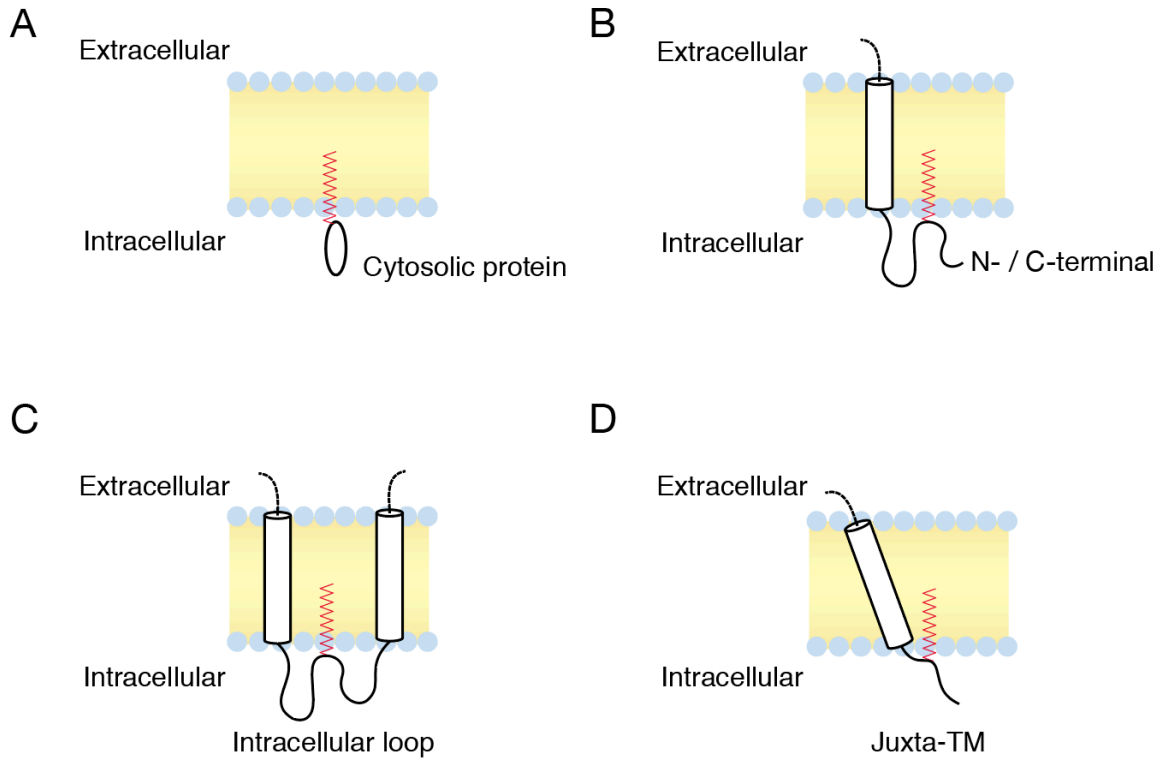 A
Extracellular
Intracellular
Cytosolic protein
B
Extracellular
Intracellular
N- / C-terminal
C
Extracellular
Intracellular
Intracellular loop
D
Extracellular
Intracellular
Juxta-TM